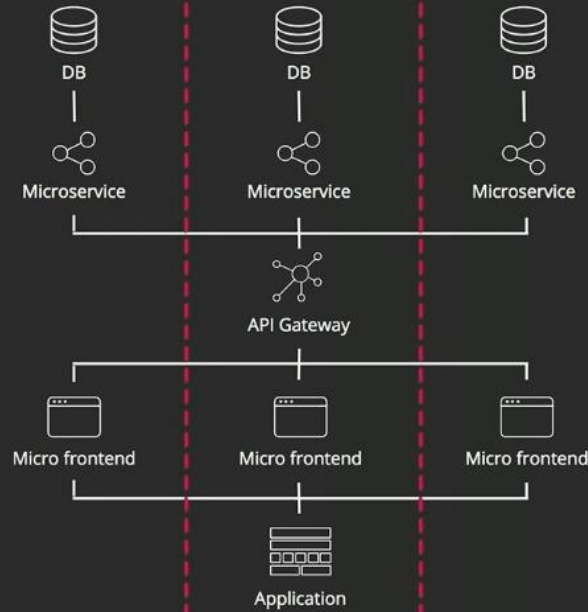 DB
DB
DB
Microservice
Microservice
Microservice
API Gateway
Micro frontend
Micro frontend
Micro frontend
Application